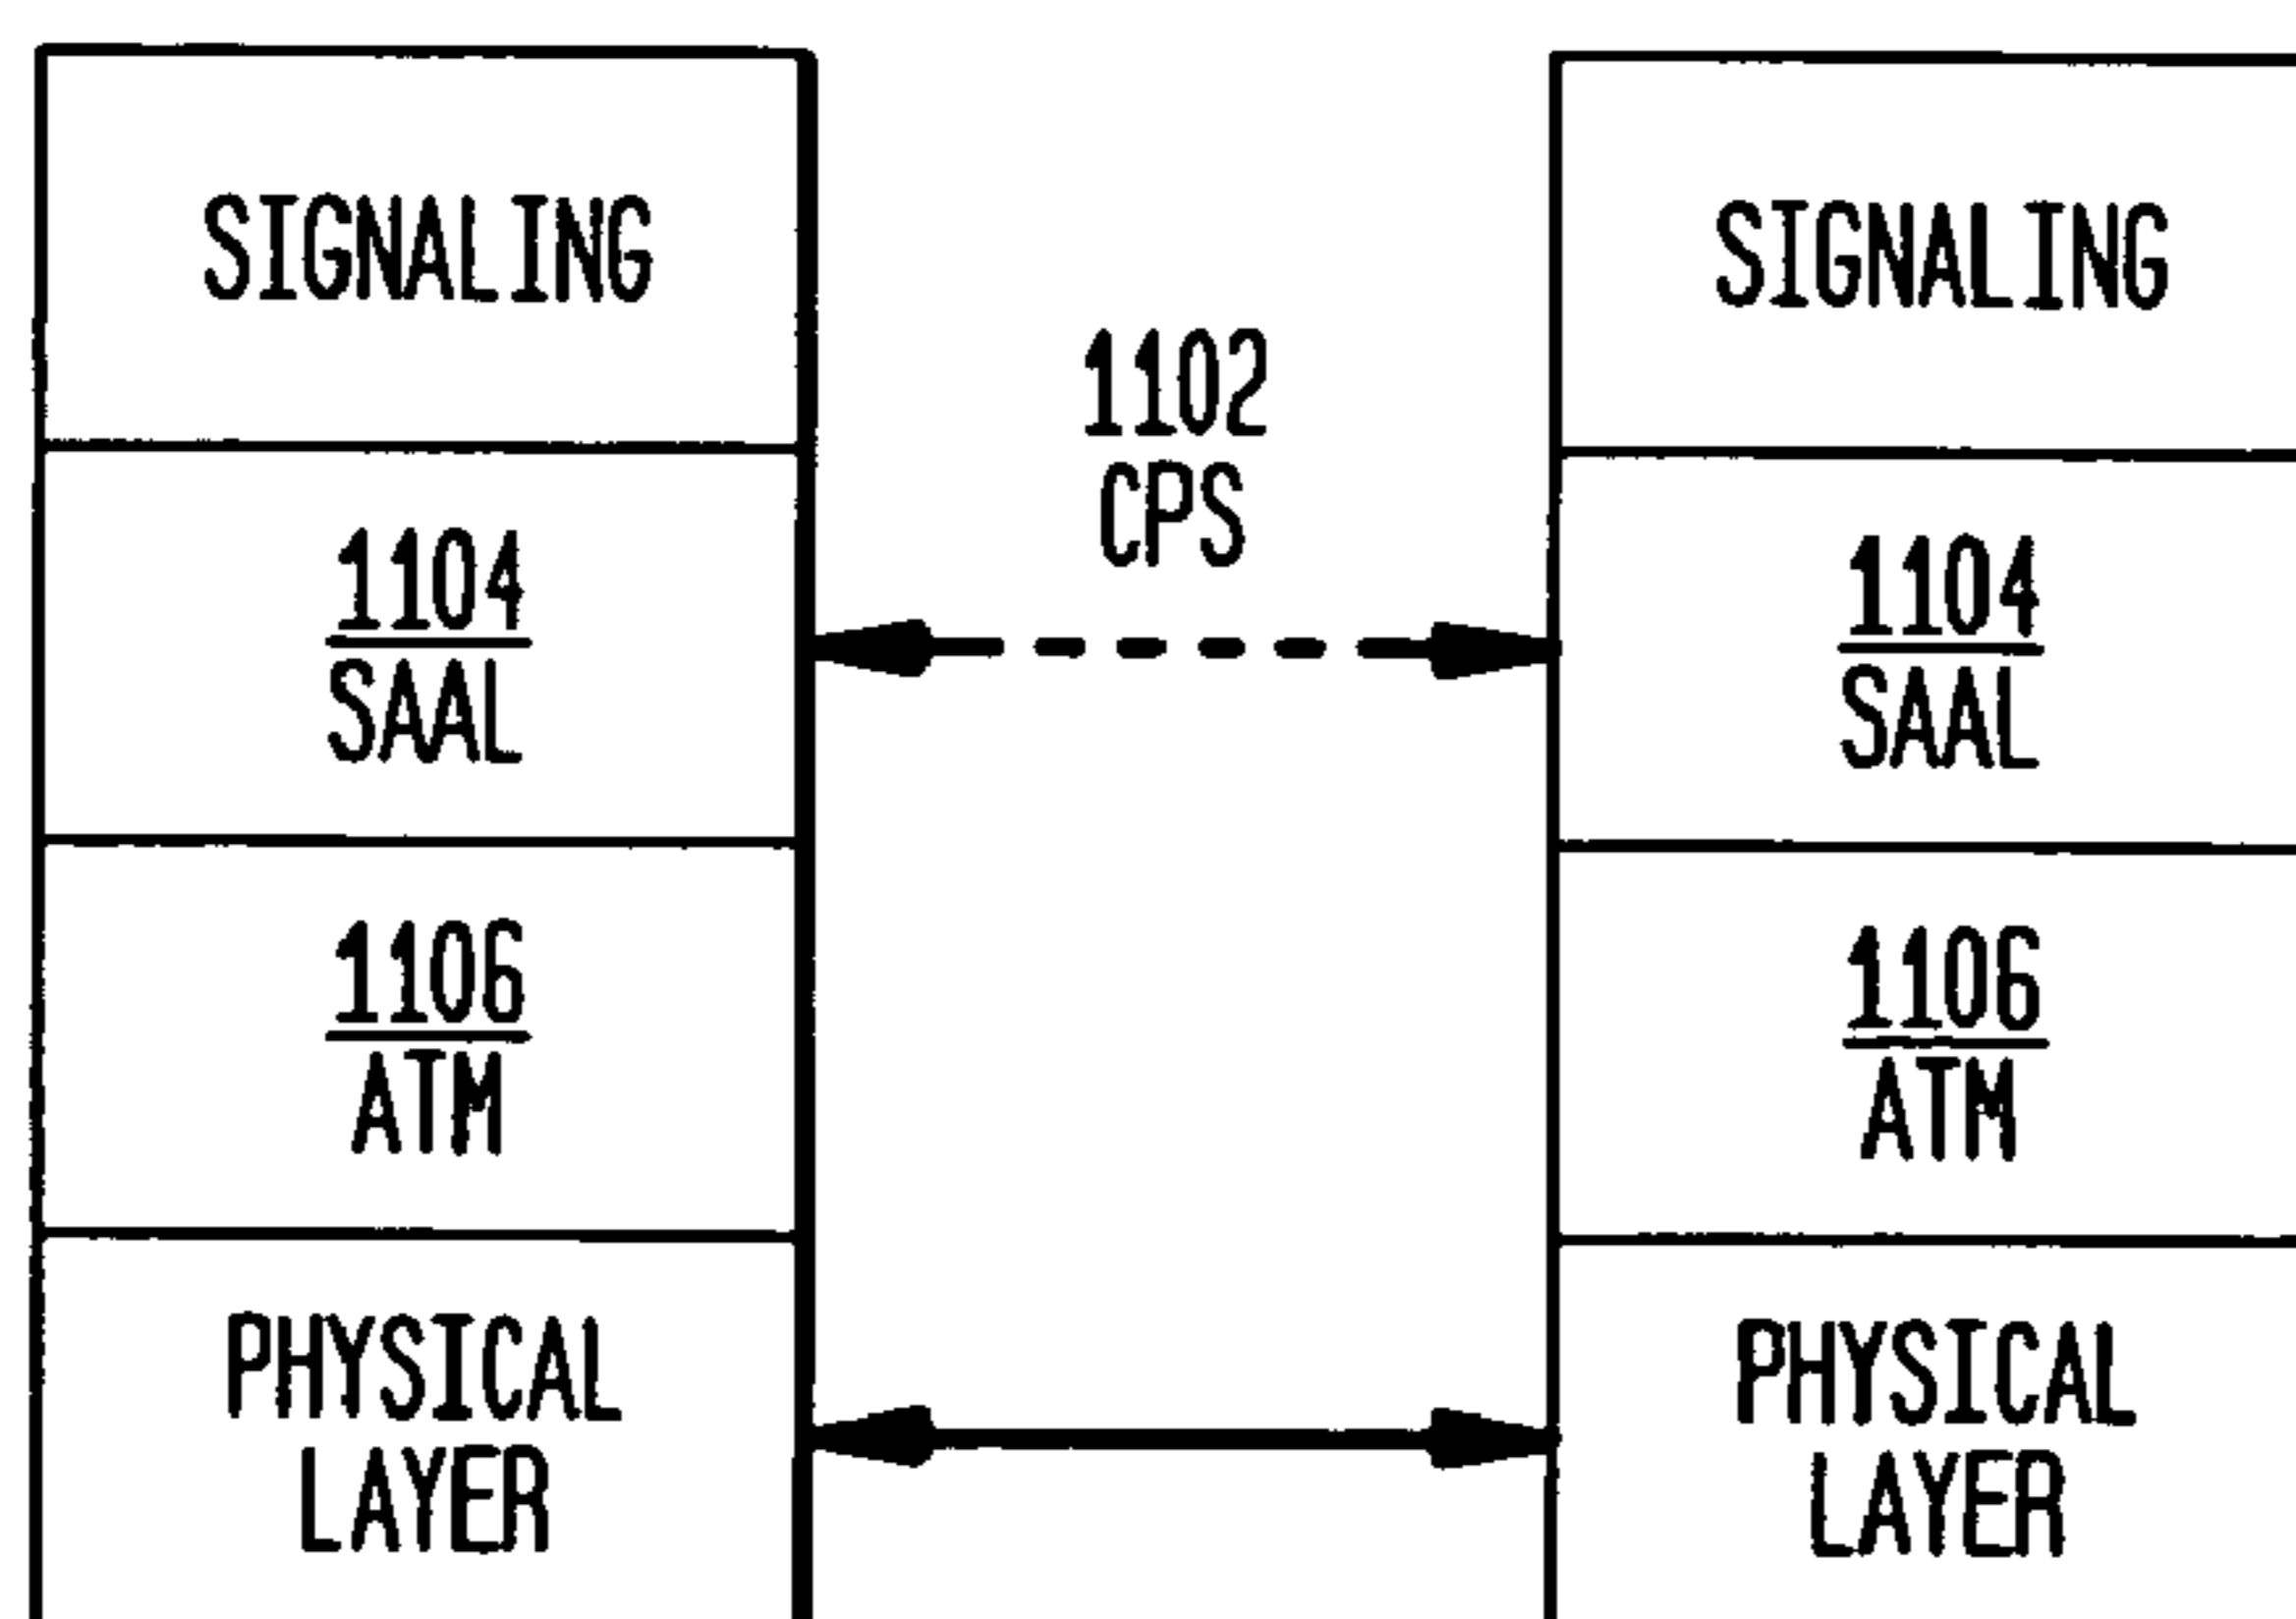 SIGNALING
1104
SAAL
1106
ATM
PHYSICAL
LAYER
1102
CPS
SIGNALING
1104
SAAL
1106
ATM
PHYSICAL
LAYER